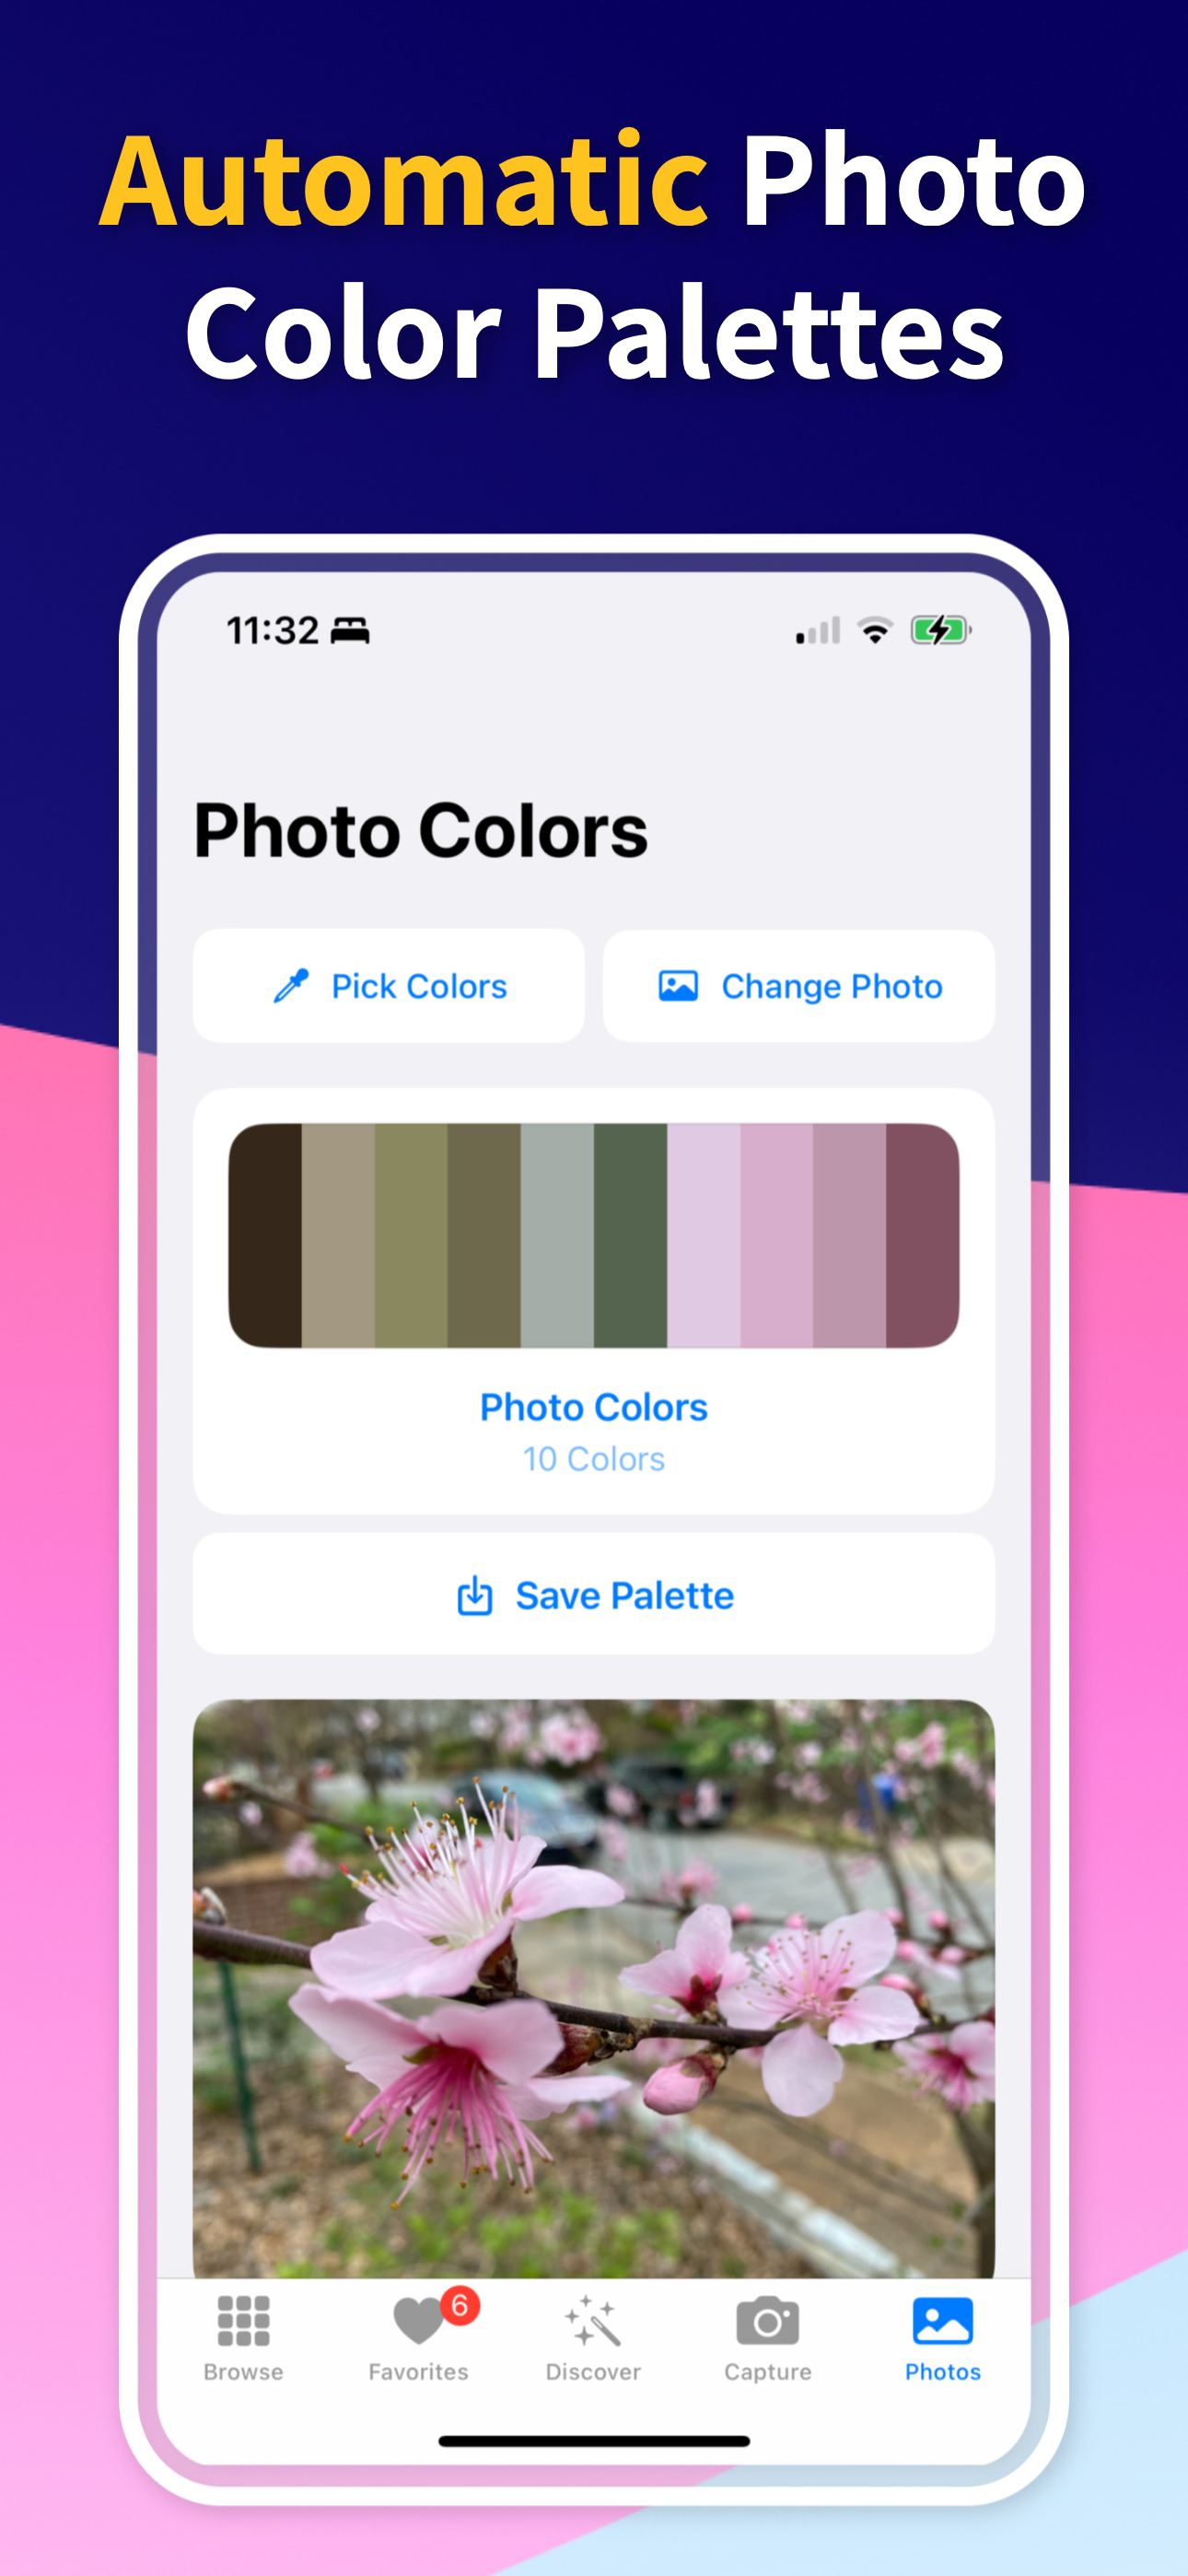 Automatic Photo
Color Palettes
11:32
Photo Colors
Pick Colors
Change Photo
Photo Colors
10 Colors
Save Palette
6
Browse
Favorites
Discover
Capture
Photos